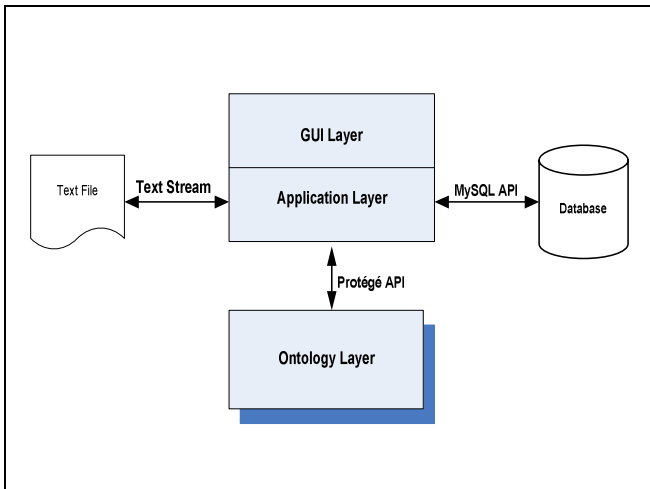 GUI Layer
Text File
Text Stream
Application Layer
MySQL API
Database
Protégé API
Ontology Layer